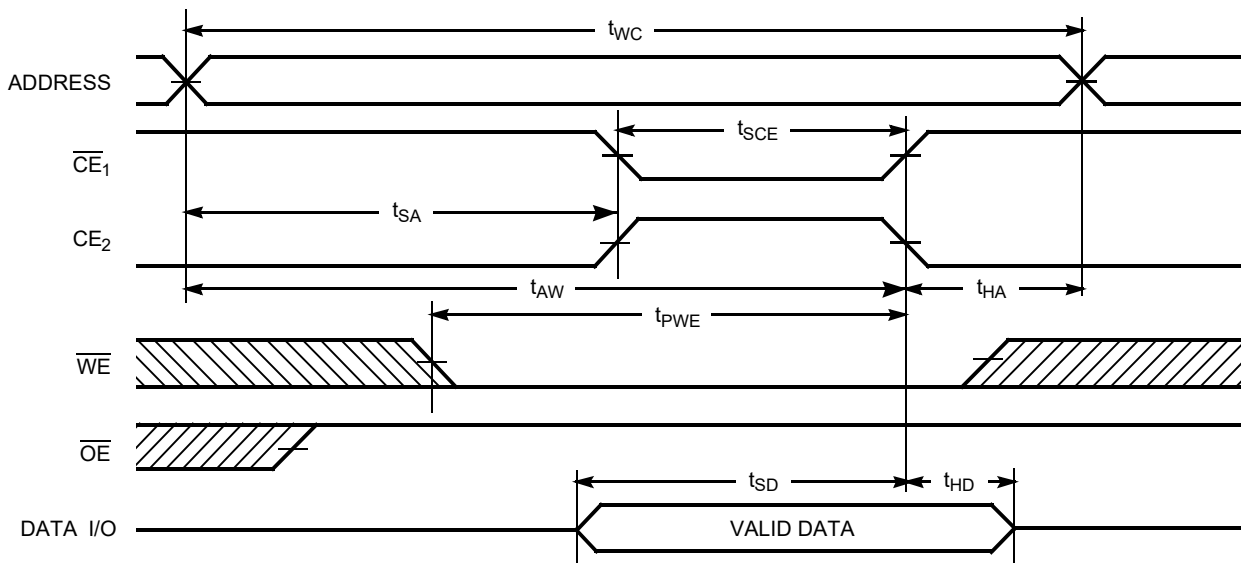 tWC
ADDRESS
tSCE
CE1
tSA
CE2
tAW
tHA
tPWE
WE
OE
tSD
tHD
DATA I/O
VALID DATA